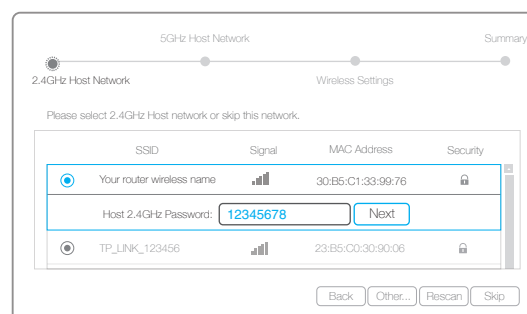 5GHz Host Network
Summary
2.4GHz Host Network
Wireless Settings
Please select 2.4GHz Host network or skip this network.
SSID Signal MAC Address Security
Your router wireless name 30:B5:C1:33:99:76
Host 2.4GHz Password: 12345678 Next
TP_LINK_123456 23:B5:C0:30:90:06
Back Other... Rescan Skip